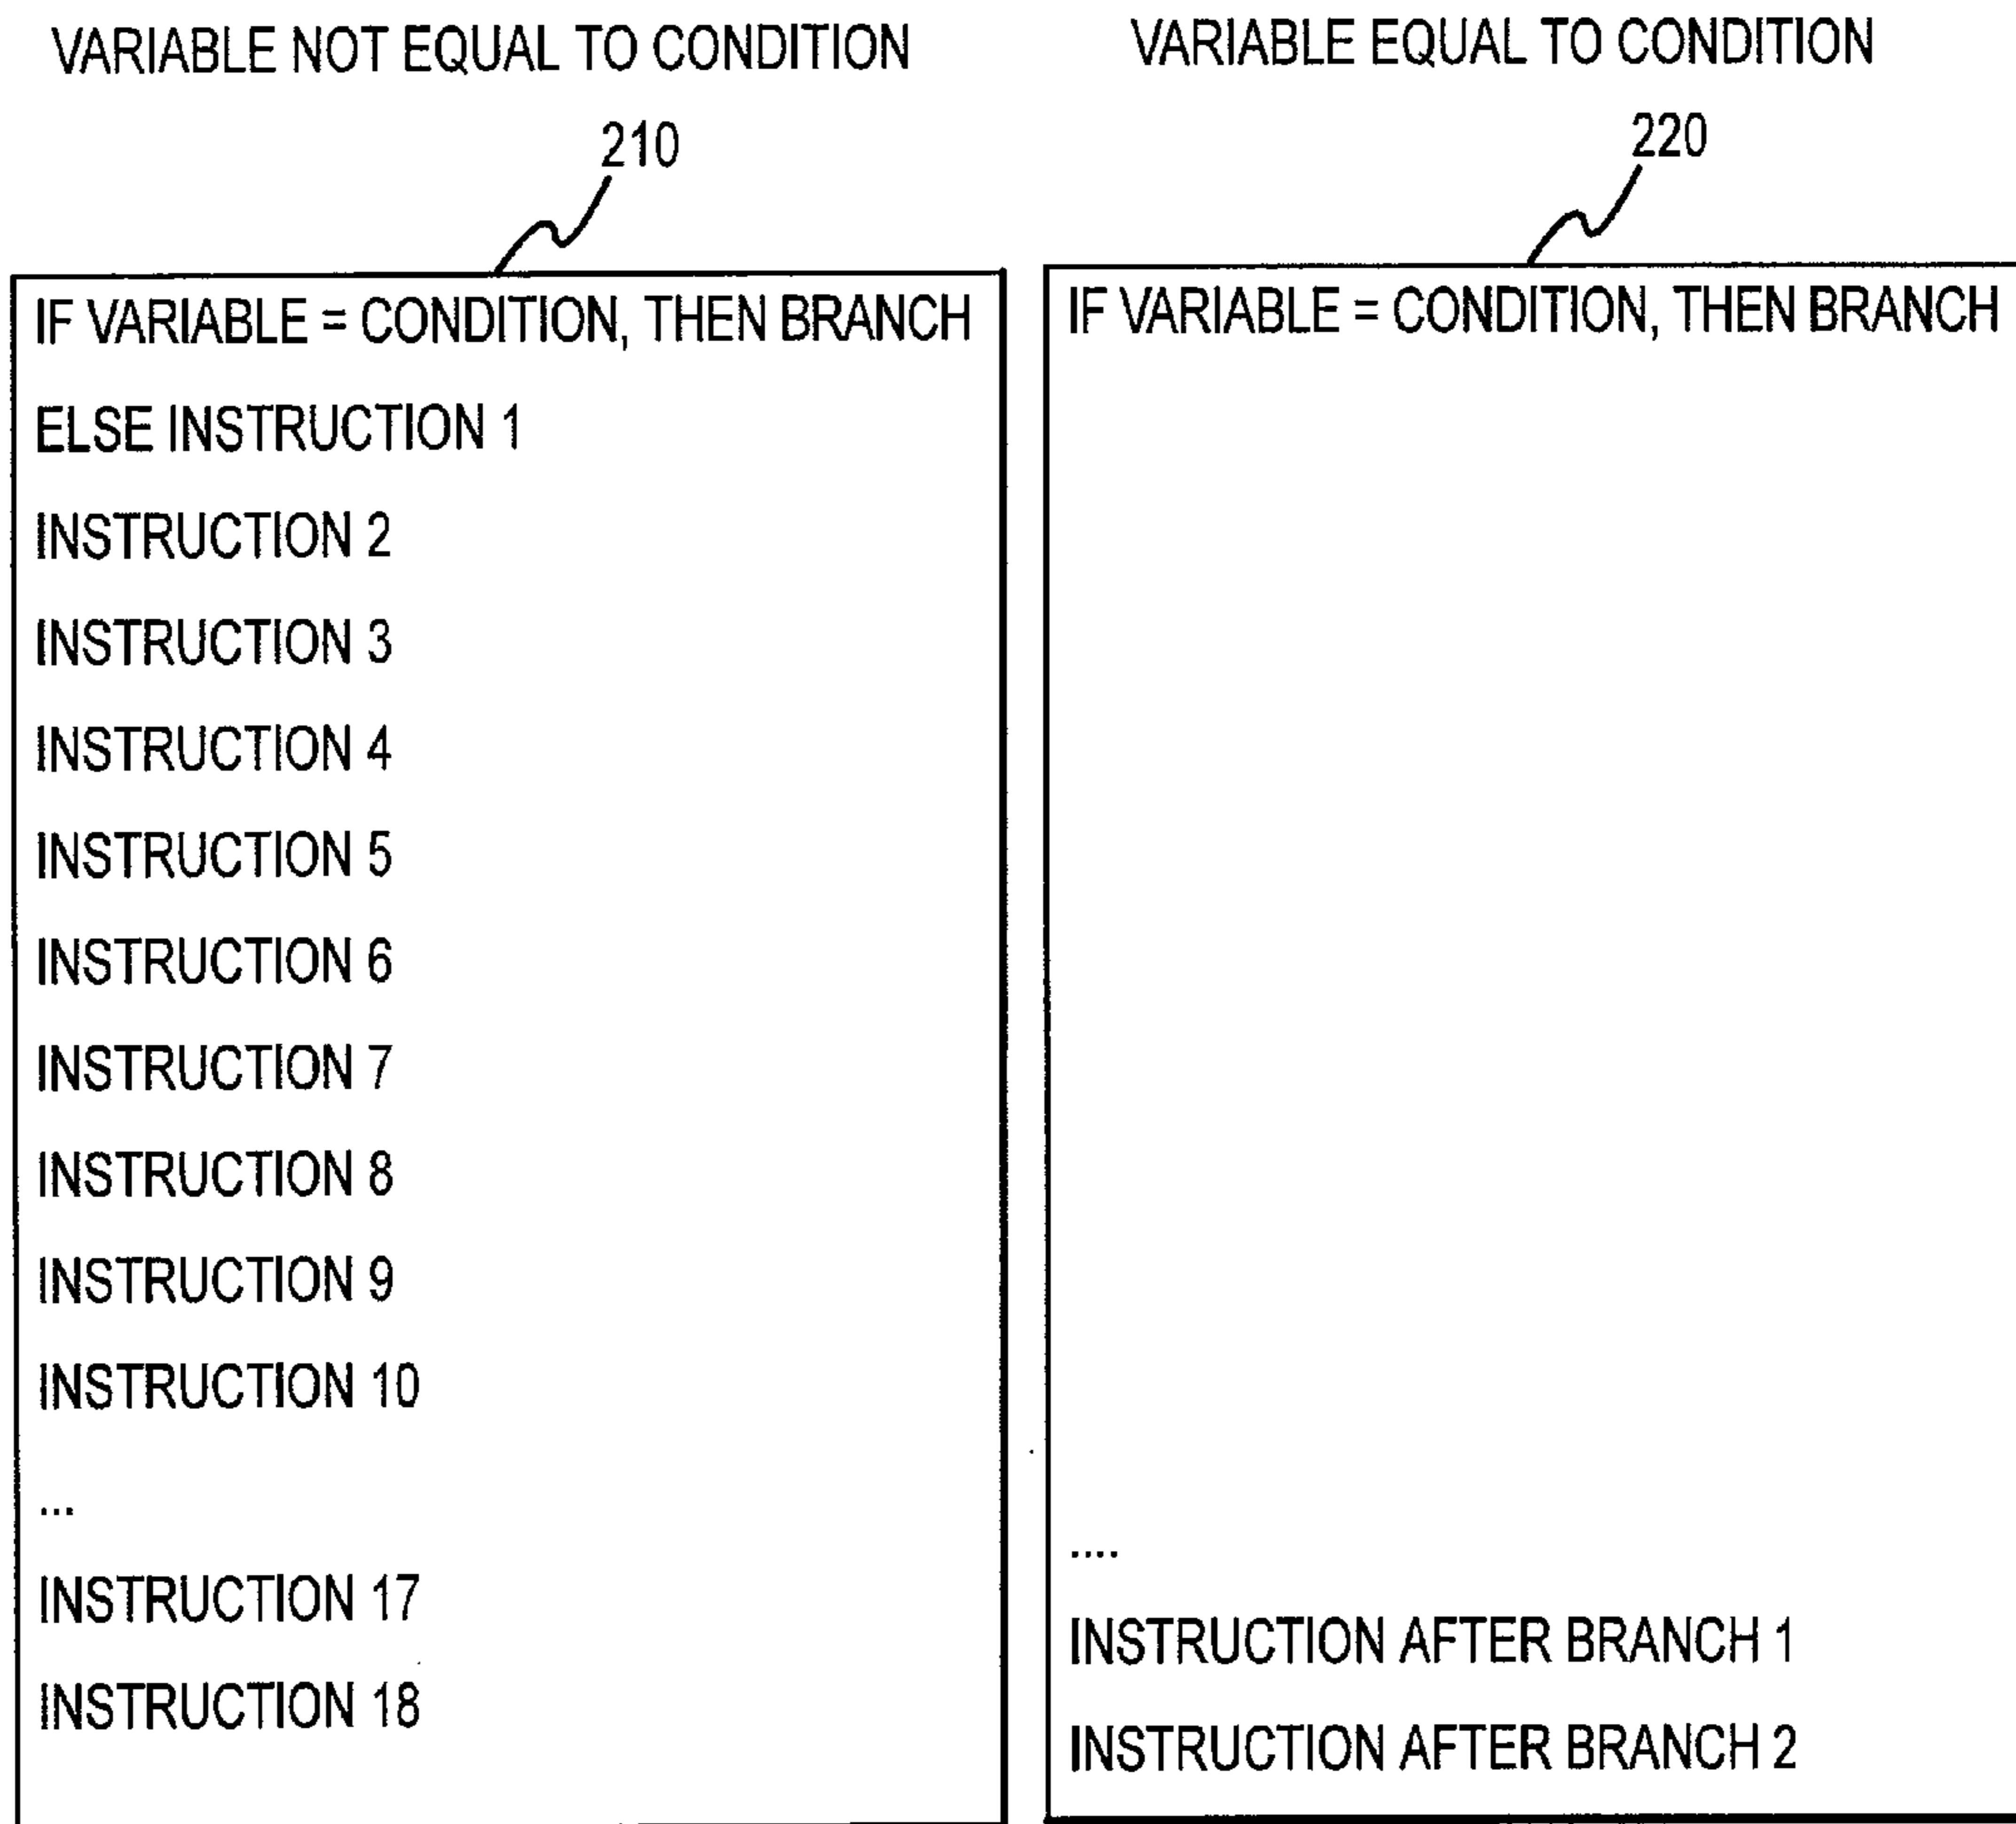 VARIABLE NOT EQUAL TO CONDITION
210
IF VARIABLE = CONDITION, THEN BRANCH
ELSE INSTRUCTION 1
INSTRUCTION 2
INSTRUCTION 3
INSTRUCTION 4
INSTRUCTION 5
INSTRUCTION 6
INSTRUCTION 7
INSTRUCTION 8
INSTRUCTION 9
INSTRUCTION 10
...
INSTRUCTION 17
INSTRUCTION 18
VARIABLE EQUAL TO CONDITION
220
IF VARIABLE = CONDITION, THEN BRANCH
....
INSTRUCTION AFTER BRANCH 1
INSTRUCTION AFTER BRANCH 2